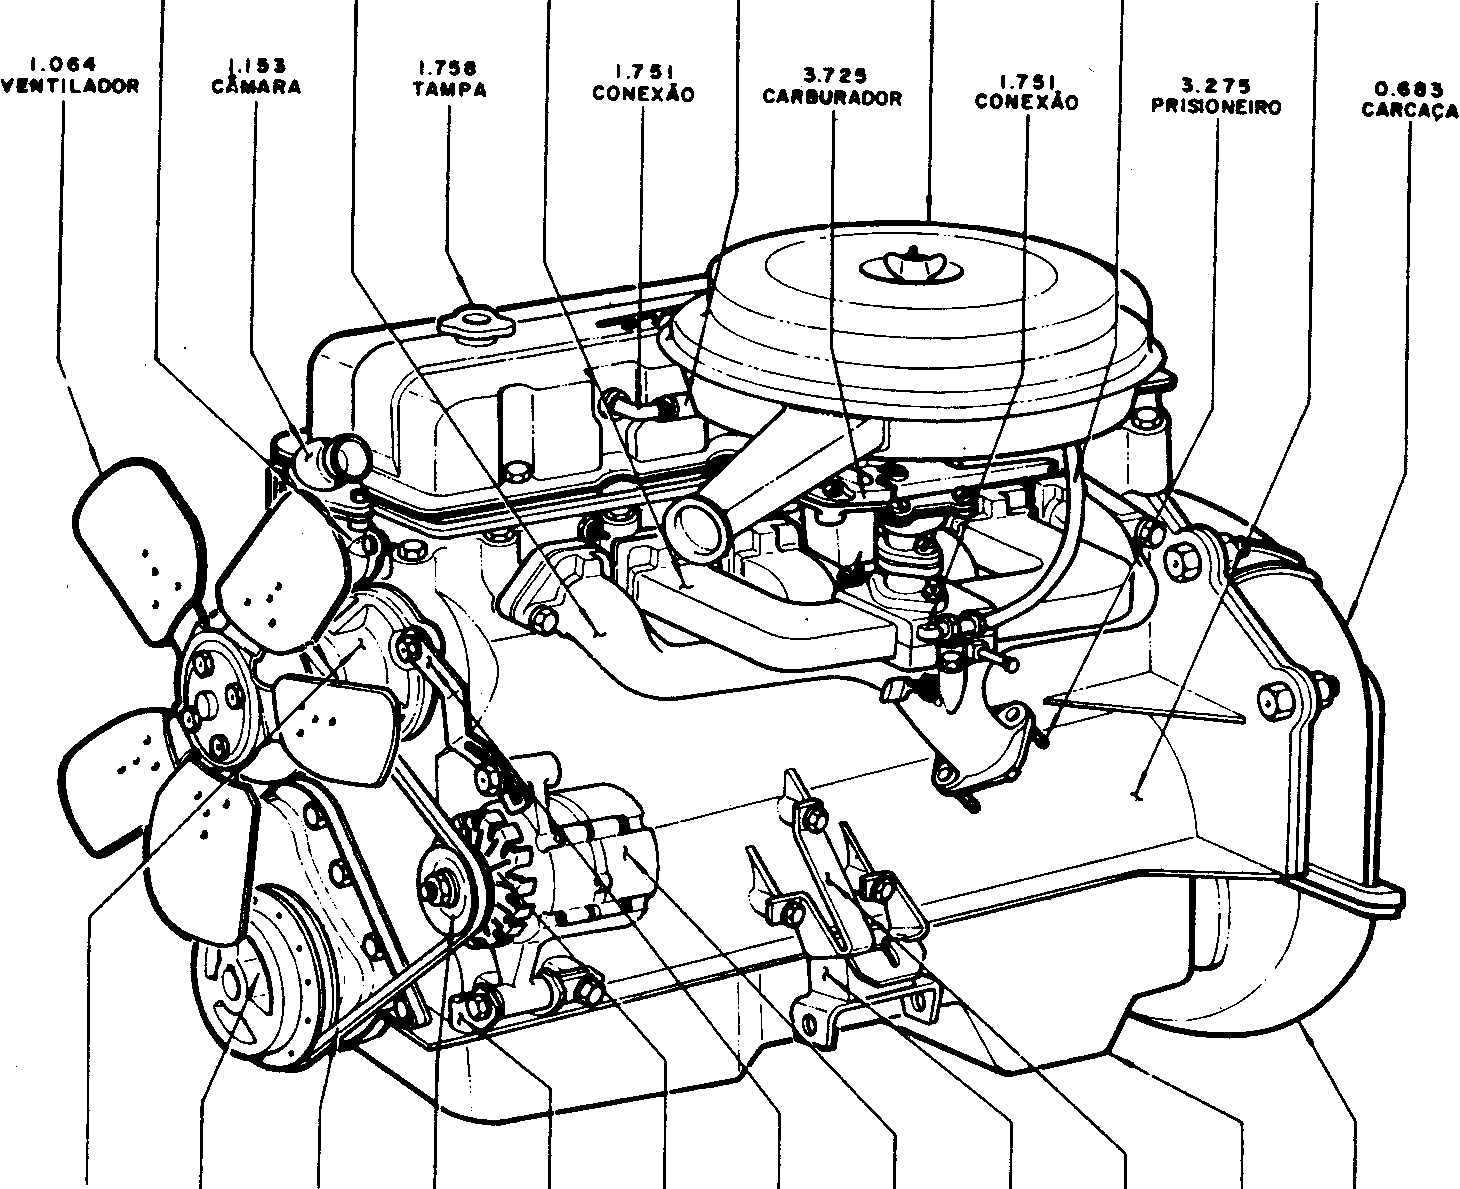 1.064
VENTILADOR
1.153
CÂMARA
1.758
TAMPA
1.751
CONEXÃO
3.725
CARBURADOR
1.751
CONEXÃO
3.275
PRISIONEIRO
0.683
CARCAÇA